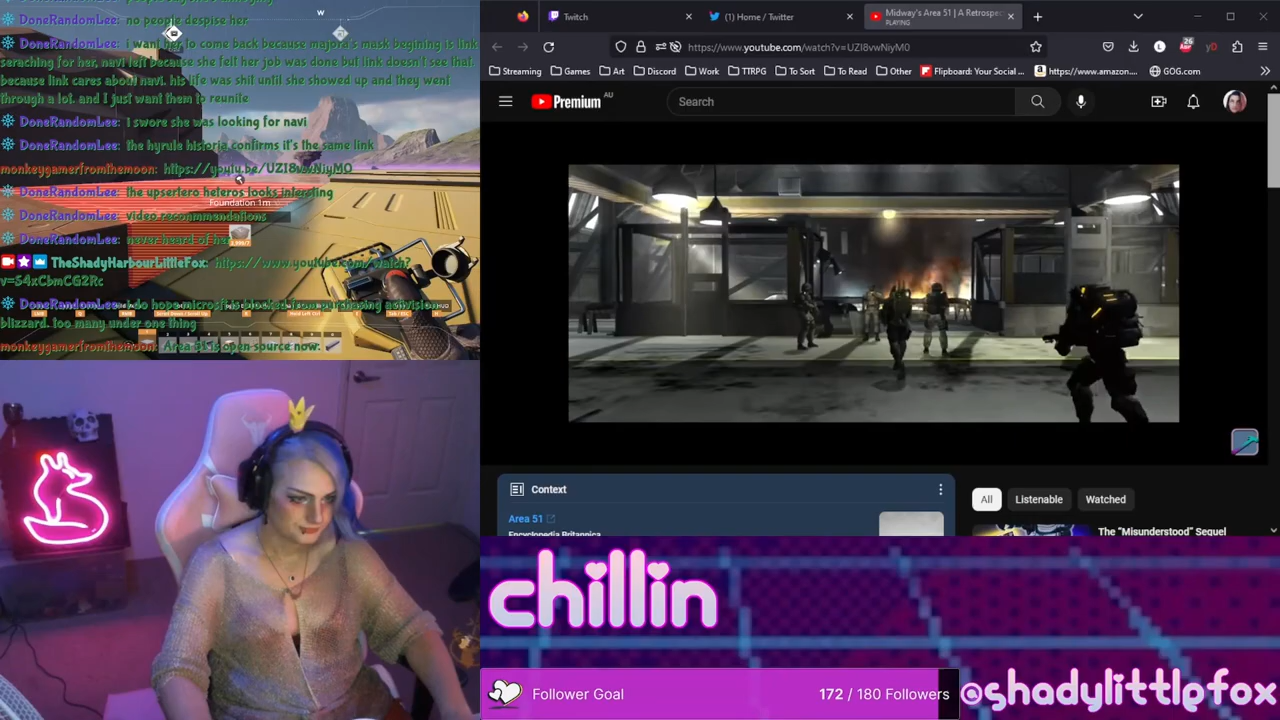 DoneRandomLee: no people despise her
DoneRandomLee: i want her to come back because majora's mask begining is link
seraching for her, navi left because she felt her job was done but link doesn't see that.
because link cares about navi. his life was shit until she showed up and they went
through a lot. and I just want them to reunite
DoneRandomLee: i swore she was looking for navi
DoneRandomLee: the hyrule historia confirms it's the same link
monkeygamerfromthemoon: https://youtu.be/UZI8vwNiyM0
DoneRandomLee: the looks interesting
Foundation 1m
DoneRandomLee: video recommendations
DoneRandomLee: never heard of her
TheShadyHarbourLittleFox: https://www.youtube.com/watch?
v=S4xCbmCG2Rc
DoneRandomLee: i do hope microsft is blocked from purchasing activision
blizzard. too many under one thing
monkeygamerfromthemoon: Area 51 is open source now.
W
Twitch
(1) Home / Twitter
Midway's Area 51 | A Retrospec
PLAYING
https://www.youtube.com/watch?v=UZI8vwNiyM0
26
Streaming
Games
Art
Discord
Work
TTRPG
To Sort
To Read
Other
Flipboard: Your Social ...
https://www.amazon....
GOG.com
Premium
AU
Search
Context
Area 51
Encyclopedia Britannica
All
Listenable
Watched
The "Misunderstood" Sequel
chillin
Follower Goal
172 / 180 Followers
@shadylittlefox